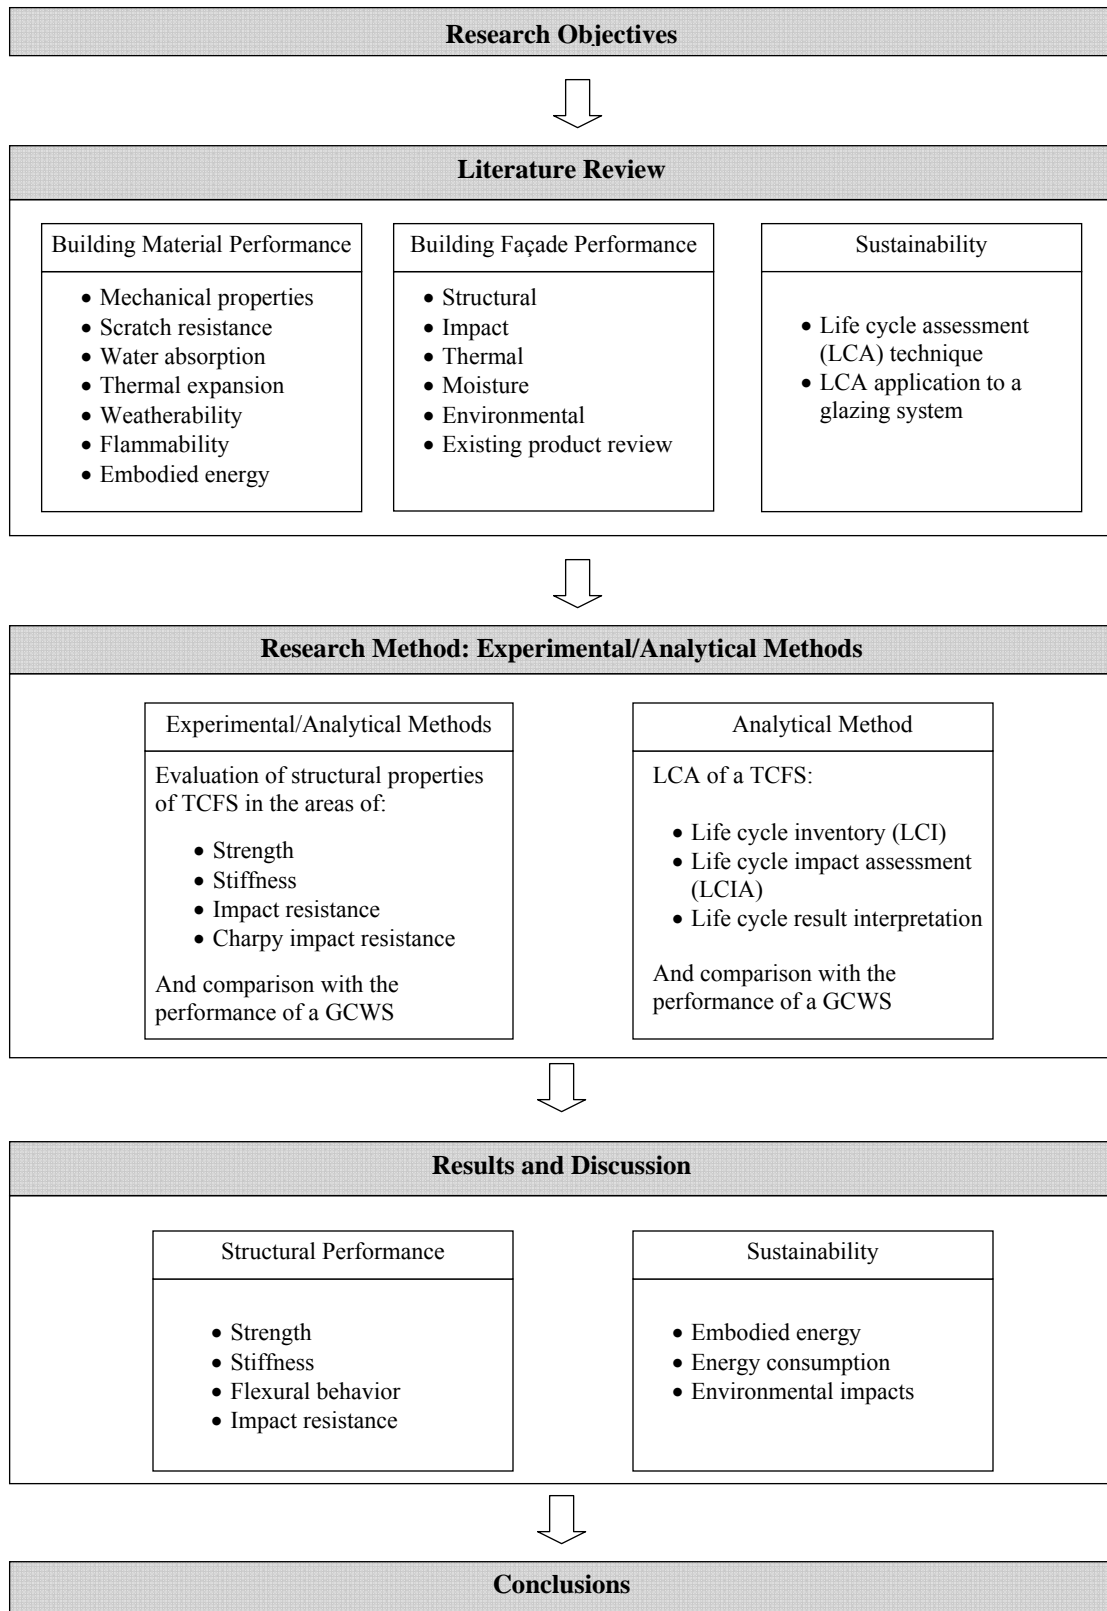 Research Objectives
Literature Review
Building Material Performance
• Mechanical properties
• Scratch resistance
• Water absorption
• Thermal expansion
• Weatherability
• Flammability
• Embodied energy
Building Façade Performance
• Structural
• Impact
• Thermal
• Moisture
• Environmental
• Existing product review
Sustainability
• Life cycle assessment
(LCA) technique
• LCA application to a
glazing system
Research Method: Experimental/Analytical Methods
Experimental/Analytical Methods
Evaluation of structural properties
of TCFS in the areas of:
• Strength
• Stiffness
• Impact resistance
• Charpy impact resistance
And comparison with the
performance of a GCWS
Analytical Method
LCA of a TCFS:
• Life cycle inventory (LCI)
• Life cycle impact assessment
(LCIA)
• Life cycle result interpretation
And comparison with the
performance of a GCWS
Results and Discussion
Structural Performance
• Strength
• Stiffness
• Flexural behavior
• Impact resistance
Sustainability
• Embodied energy
• Energy consumption
• Environmental impacts
Conclusions